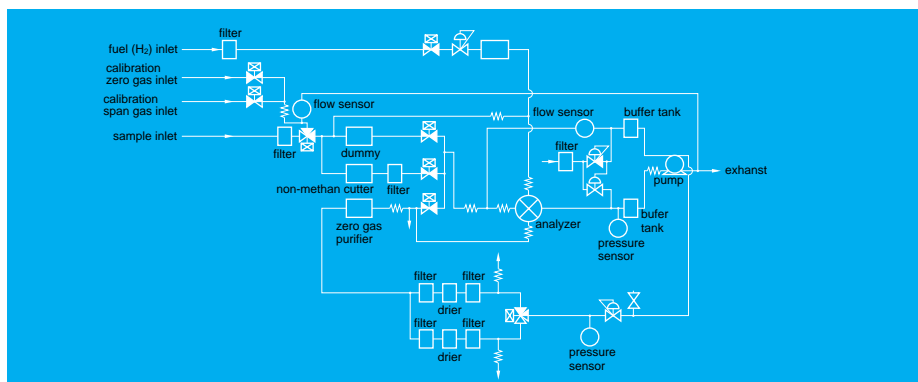 filter
fuel (H₂) inlet
calibration
zero gas inlet
calibration
span gas inlet
flow sensor
flow sensor
buffer tank
sample inlet
filter
dummy
filter
exhanst
pump
non-methan cutter
filter
zero gas
purifier
analyzer
bufer
tank
pressure
sensor
filter
filter
drier
filter
filter
drier
pressure
sensor